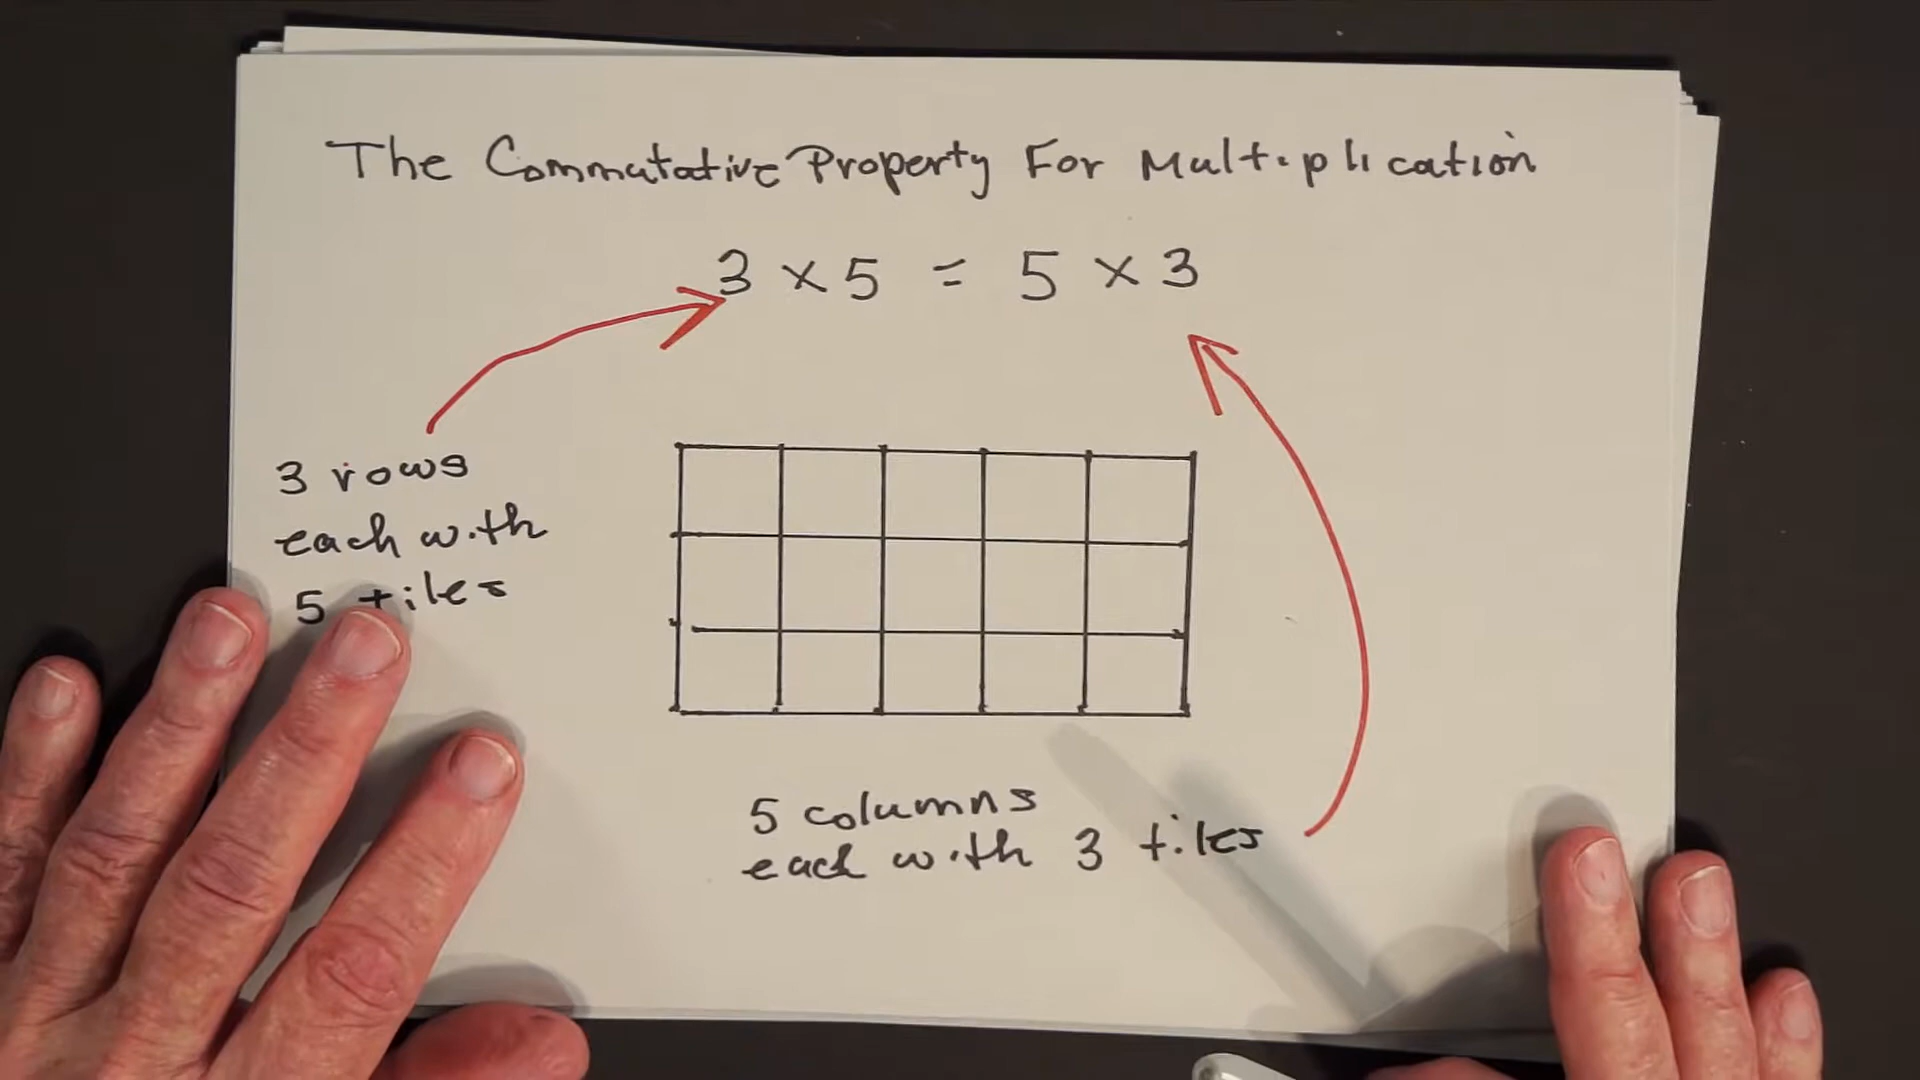 The Commutative Property For Multiplication
3 × 5 = 5 × 3
3 rows
each with
5 tiles
5 columns
each with 3 tiles